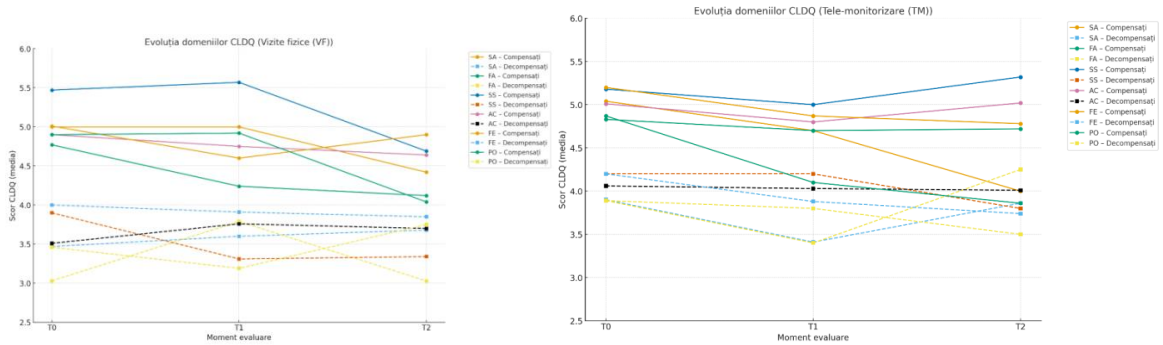 Evoluția domeniilor CLDQ (Vizite fizice (VF))
Scor CLDQ (media)
6.0
5.5
5.0
4.5
4.0
3.5
3.0
2.5
T0
T1
T2
Moment evaluare
SA – Compensați
SA – Decompensați
FA – Compensați
FA – Decompensați
SS – Compensați
SS – Decompensați
AC – Compensați
AC – Decompensați
FE – Compensați
FE – Decompensați
PO – Compensați
PO – Decompensați
Evoluția domeniilor CLDQ (Tele-monitorizare (TM))
Scor CLDQ (media)
6.0
5.5
5.0
4.5
4.0
3.5
3.0
2.5
T0
T1
T2
Moment evaluare
SA – Compensați
SA – Decompensați
FA – Compensați
FA – Decompensați
SS – Compensați
SS – Decompensați
AC – Compensați
AC – Decompensați
FE – Compensați
FE – Decompensați
PO – Compensați
PO – Decompensați